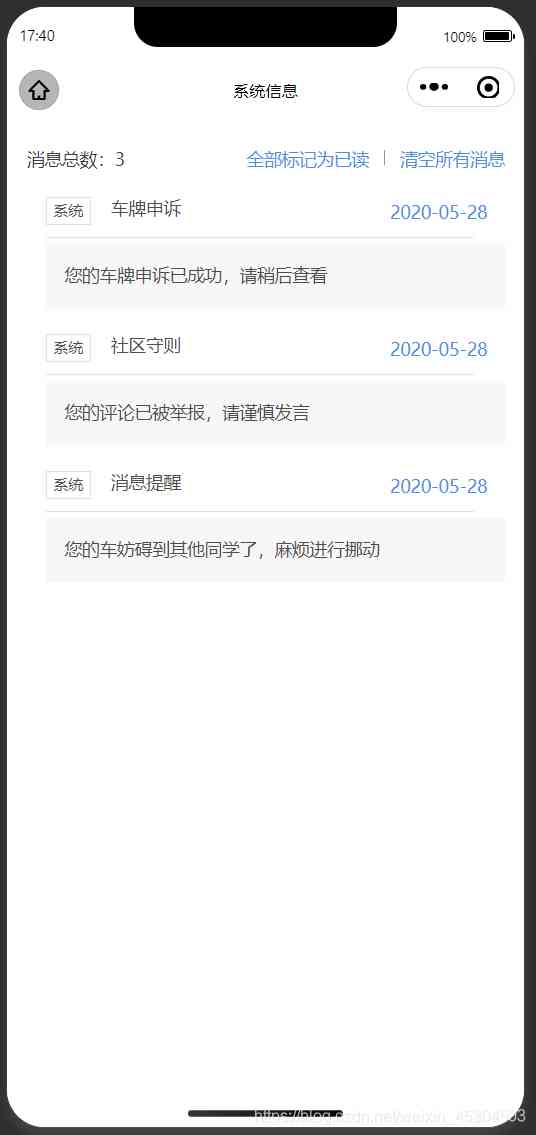 17:40
100%
系统信息
消息总数：3
全部标记为已读
清空所有消息
系统
车牌申诉
2020-05-28
您的车牌申诉已成功，请稍后查看
系统
社区守则
2020-05-28
您的评论已被举报，请谨慎发言
系统
消息提醒
2020-05-28
您的车妨碍到其他同学了，麻烦进行挪动
https://blog.csdn.net/weixin_45304503